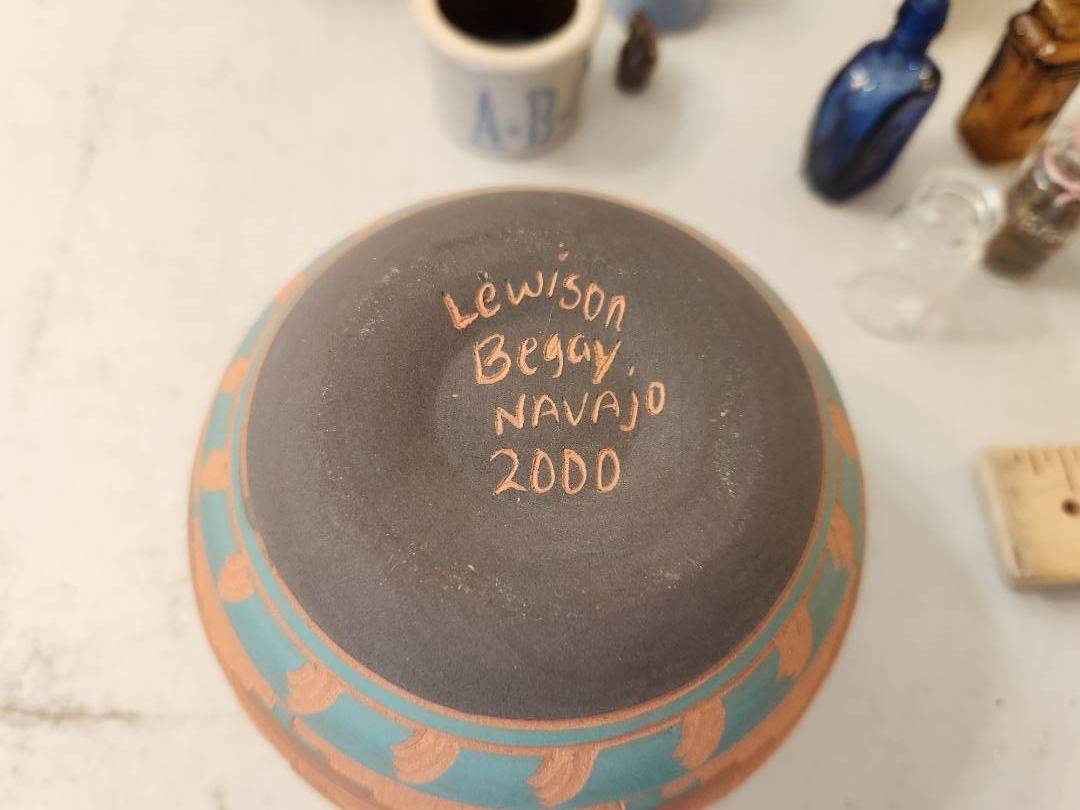 A-B-
Lewison
Begay.
NAVAJO
2000